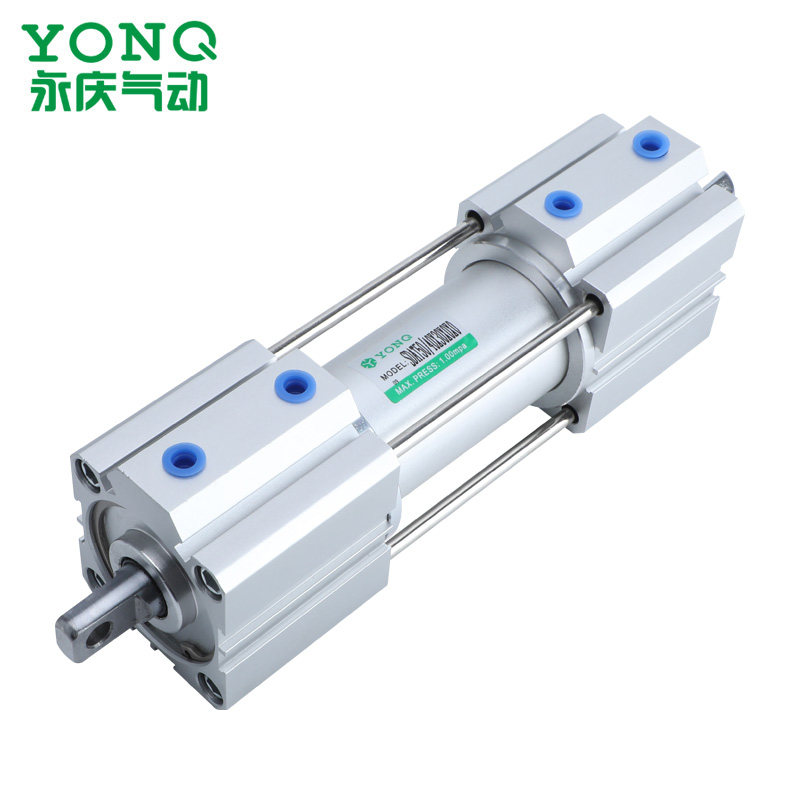 YONQ
永庆气动
YONQ
MODEL:
MAX. PRESS: 1.00mpa